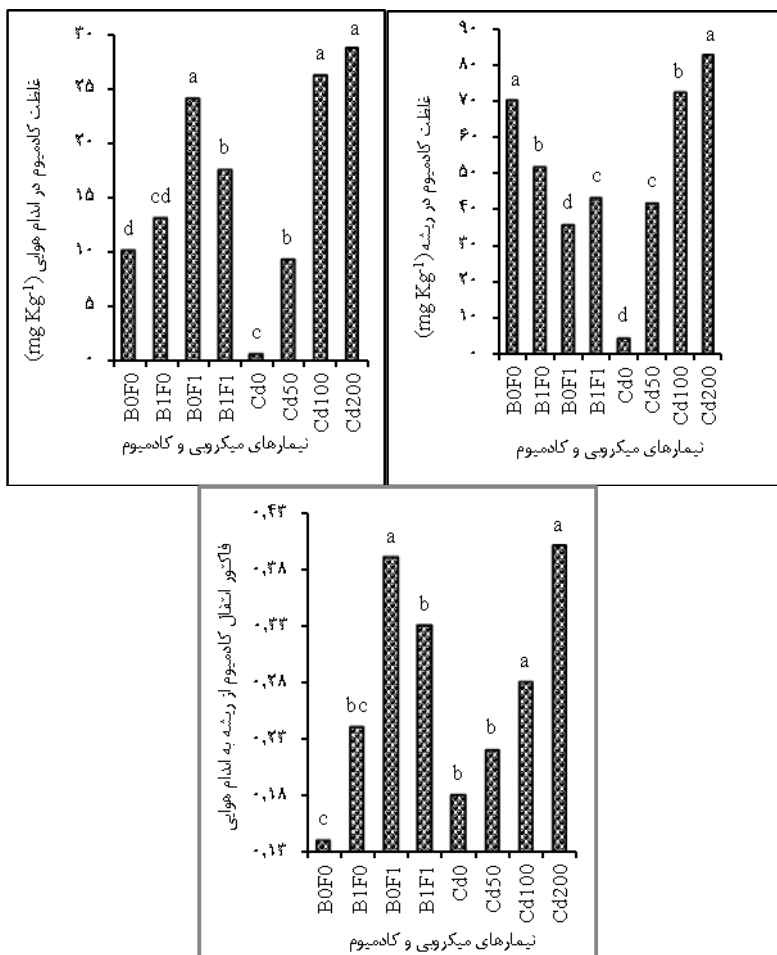 غلظت کادمیوم در اندام هوایی (mg Kg-1)
۳۰
۲۵
۲۰
۱۵
۱۰
۵
۰
d
cd
a
b
c
b
a
a
B0F0
B1F0
B0F1
B1F1
Cd0
Cd50
Cd100
Cd200
تیمارهای میکروبی و کادمیوم
غلظت کادمیوم در ریشه (mg Kg-1)
۹۰
۸۰
۷۰
۶۰
۵۰
۴۰
۳۰
۲۰
۱۰
۰
a
b
d
c
d
c
b
a
B0F0
B1F0
B0F1
B1F1
Cd0
Cd50
Cd100
Cd200
تیمارهای میکروبی و کادمیوم
فاکتور انتقال کادمیوم از ریشه به اندام هوایی
۰,۴۳
۰,۳۸
۰,۳۳
۰,۲۸
۰,۲۳
۰,۱۸
۰,۱۳
c
bc
a
b
b
b
a
a
B0F0
B1F0
B0F1
B1F1
Cd0
Cd50
Cd100
Cd200
تیمارهای میکروبی و کادمیوم